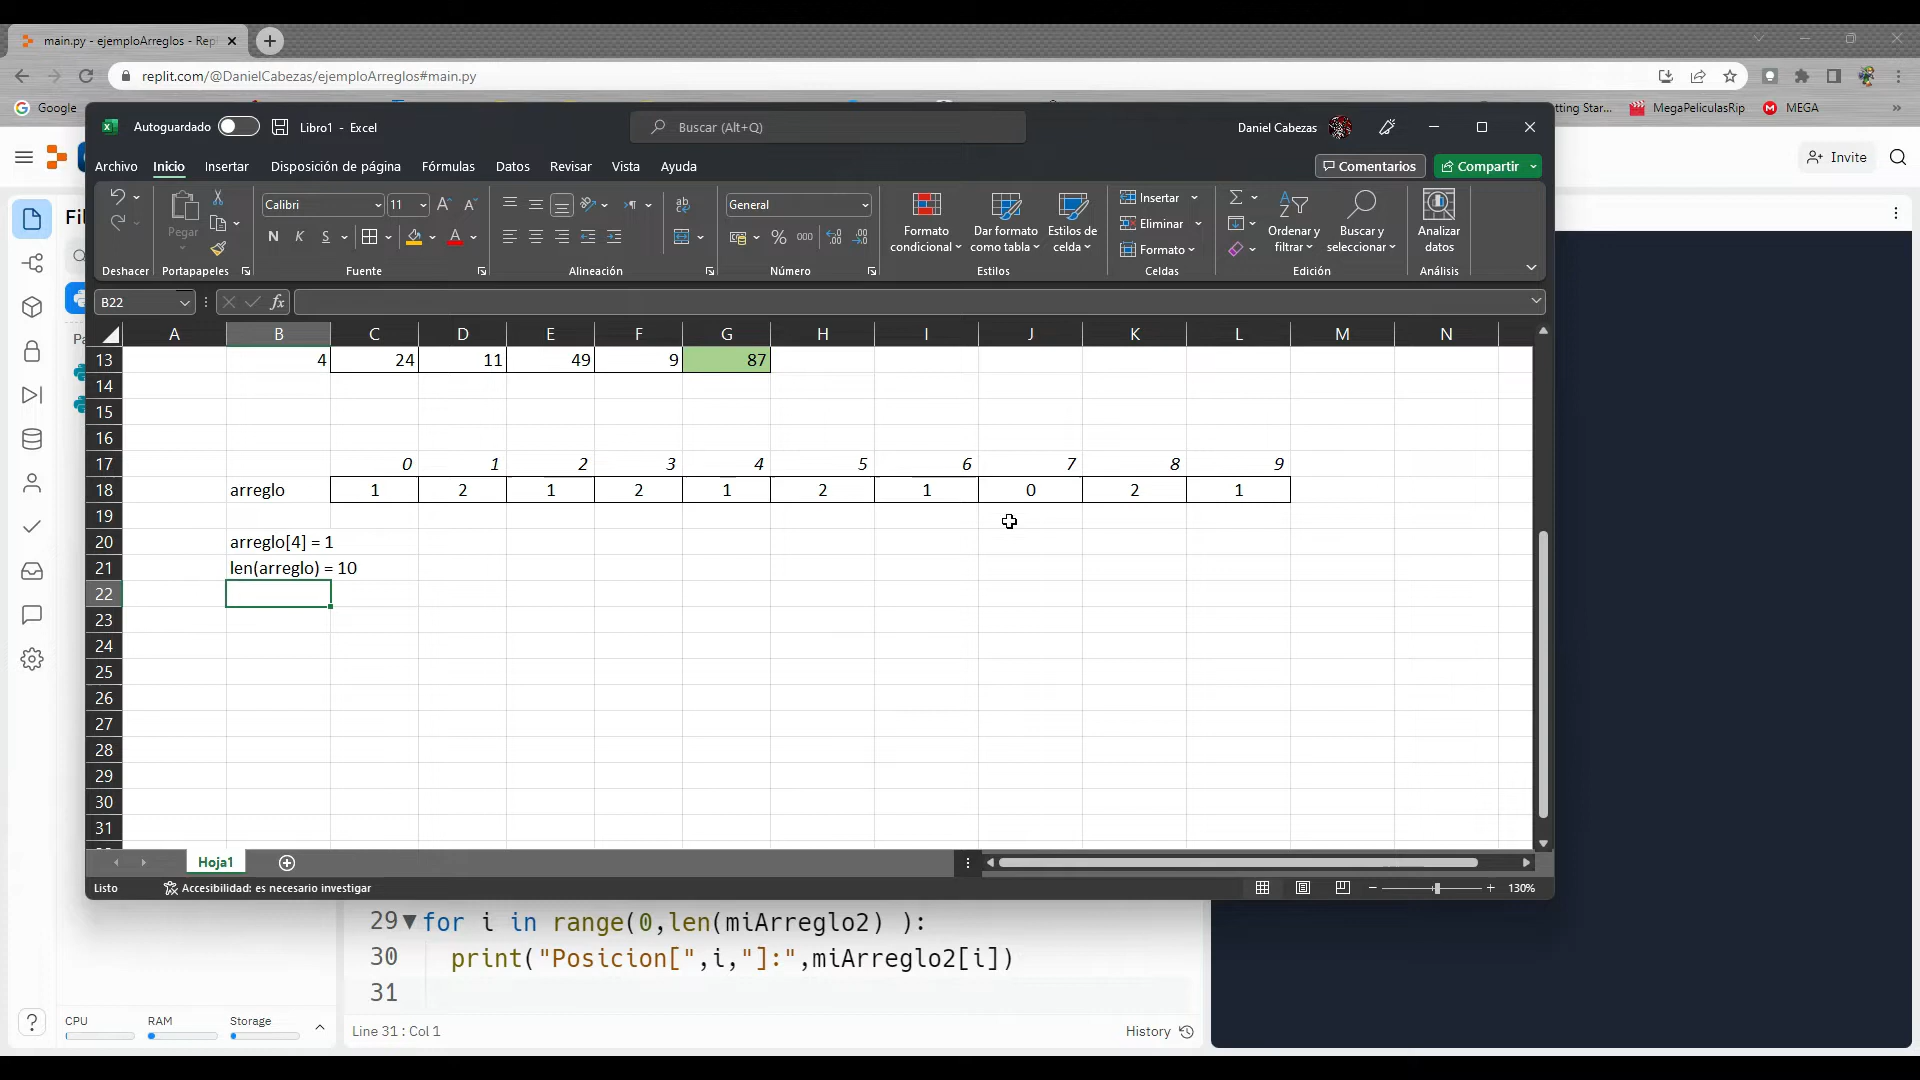 main.py - ejemploArreglos - Rep
replit.com/@DanielCabezas/ejemploArreglos#main.py
Google
tting Star...
MegaPeliculasRip
MEGA
»
Invite
Autoguardado
Libro1 - Excel
Buscar (Alt+Q)
Daniel Cabezas
Archivo
Inicio
Insertar
Disposición de página
Fórmulas
Datos
Revisar
Vista
Ayuda
Comentarios
Compartir
Pegar
Calibri
11
N K S
General
% 000
Formato condicional
Dar formato como tabla
Estilos de celda
Insertar
Eliminar
Formato
Ordenar y filtrar
Buscar y seleccionar
Analizar datos
Deshacer
Portapapeles
Fuente
Alineación
Número
Estilos
Celdas
Edición
Análisis
B22
fx
A B C D E F G H I J K L M N
13 4 24 11 49 9 87
14
15
16
17 0 1 2 3 4 5 6 7 8 9
18 arreglo 1 2 1 2 1 2 1 0 2 1
19
20 arreglo[4] = 1
21 len(arreglo) = 10
22
23
24
25
26
27
28
29
30
31
Hoja1
Listo
Accesibilidad: es necesario investigar
130%
29 for i in range(0,len(miArreglo2) ):
30 print("Posicion[",i,"]:",miArreglo2[i])
31
CPU
RAM
Storage
Line 31 : Col 1
History